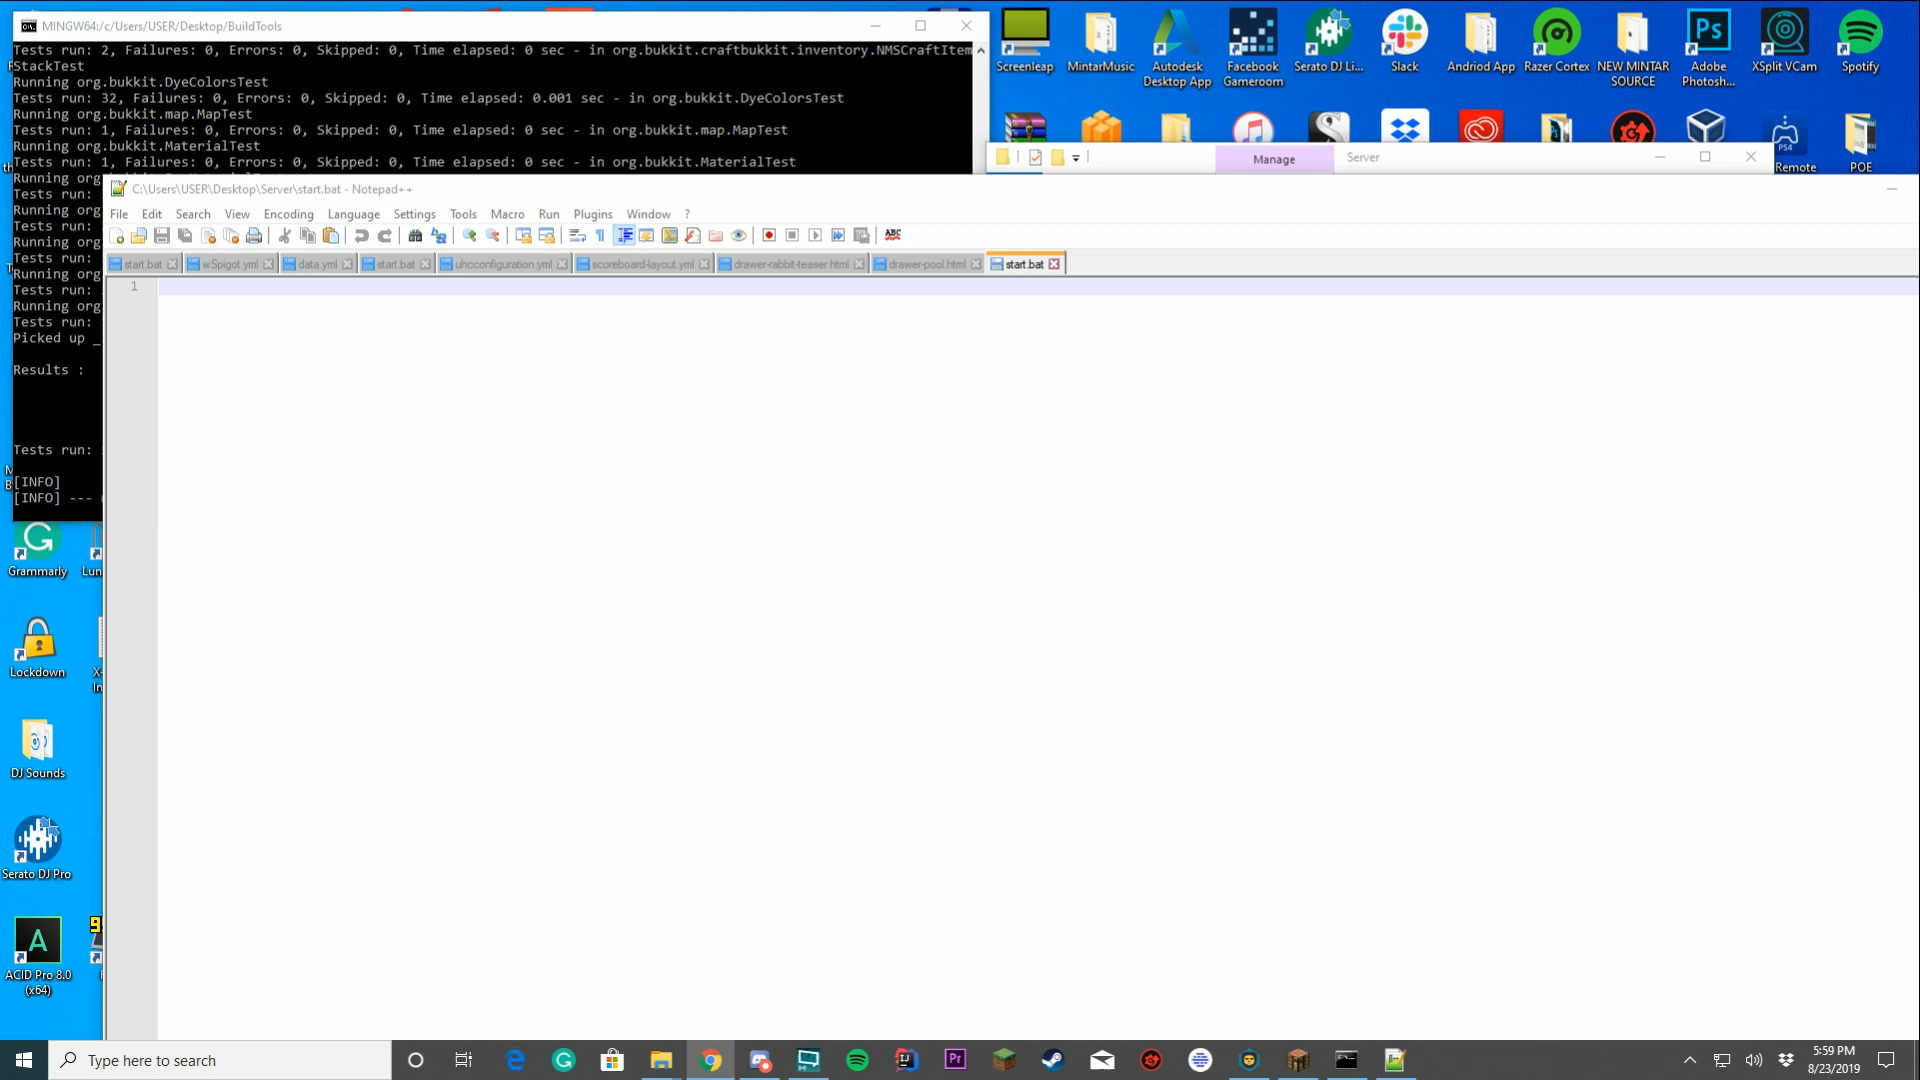 MINGW64:/c/Users/USER/Desktop/BuildTools
Tests run: 2, Failures: 0, Errors: 0, Skipped: 0, Time elapsed: 0 sec - in org.bukkit.craftbukkit.inventory.NMSCraftItem
StackTest
Running org.bukkit.DyeColorsTest
Tests run: 32, Failures: 0, Errors: 0, Skipped: 0, Time elapsed: 0.001 sec - in org.bukkit.DyeColorsTest
Running org.bukkit.map.MapTest
Tests run: 1, Failures: 0, Errors: 0, Skipped: 0, Time elapsed: 0 sec - in org.bukkit.map.MapTest
Running org.bukkit.MaterialTest
Tests run: 1, Failures: 0, Errors: 0, Skipped: 0, Time elapsed: 0 sec - in org.bukkit.MaterialTest
Running org
Tests run:
Running org
Tests run:
Running org
Tests run:
Running org
Tests run:
Running org
Tests run:
Picked up _
Results :
Tests run:
[INFO]
[INFO] ---
Screenleap
MintarMusic
Autodesk Desktop App
Facebook Gameroom
Serato DJ Li...
Slack
Andriod App
Razer Cortex
NEW MINTAR SOURCE
Adobe Photosh...
XSplit VCam
Spotify
PS4
Remote
POE
Manage
Server
C:\Users\USER\Desktop\Server\start.bat - Notepad++
File Edit Search View Encoding Language Settings Tools Macro Run Plugins Window ?
ABC
start.bat wSpigot.yml data.yml start.bat uhcconfiguration.yml scoreboard-layout.yml drawer-rabbit-teaser.html drawer-pool.html start.bat
1
Grammarly
Lun
Lockdown
X-
In
DJ Sounds
Serato DJ Pro
ACID Pro 8.0
(x64)
Type here to search
5:59 PM
8/23/2019